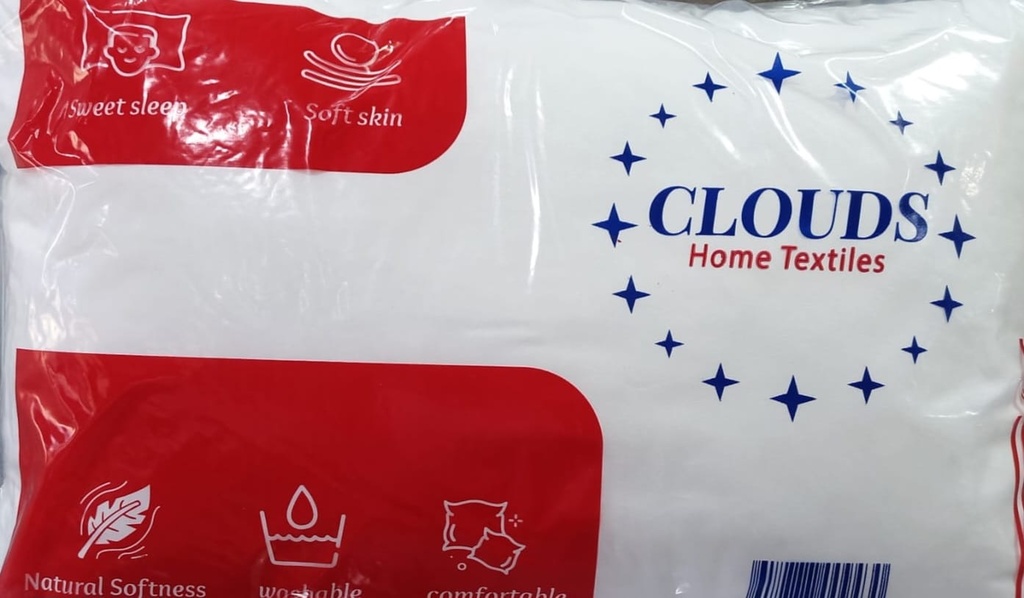 Sweet sleep
Soft skin
CLOUDS
Home Textiles
Natural Softness
washable
comfortable